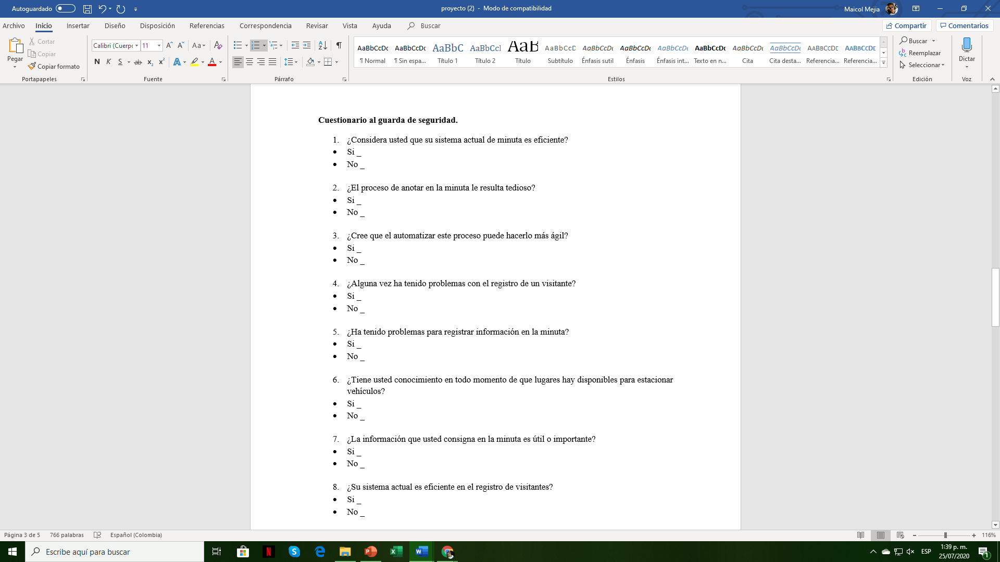 Autoguardado
proyecto (2) - Modo de compatibilidad
Maicol Mejia
Archivo Inicio Insertar Diseño Disposición Referencias Correspondencia Revisar Vista Ayuda Buscar
Compartir Comentarios
Pegar
Cortar
Copiar
Copiar formato
Portapapeles
Calibri (Cuerpo 11
Fuente
Párrafo
AaBbCcDc AaBbCcDc AaBbC AaBbCcI AaB AaBbCcD AaBbCcDc AaBbCcDc AaBbCcDc AaBbCcDc AaBbCcDc AaBbCcDc AABBCCDE AABBCCDE
¶ Normal ¶ Sin espa... Título 1 Título 2 Título Subtítulo Énfasis sutil Énfasis Énfasis int... Texto en n... Cita Cita desta... Referencia... Referencia...
Estilos
Buscar
Reemplazar
Seleccionar
Edición
Dictar
Voz
Cuestionario al guarda de seguridad.
1. ¿Considera usted que su sistema actual de minuta es eficiente?
• Si _
• No _
2. ¿El proceso de anotar en la minuta le resulta tedioso?
• Si _
• No _
3. ¿Cree que el automatizar este proceso puede hacerlo más ágil?
• Si _
• No _
4. ¿Alguna vez ha tenido problemas con el registro de un visitante?
• Si _
• No _
5. ¿Ha tenido problemas para registrar información en la minuta?
• Si _
• No _
6. ¿Tiene usted conocimiento en todo momento de que lugares hay disponibles para estacionar
vehículos?
• Si _
• No _
7. ¿La información que usted consigna en la minuta es útil o importante?
• Si _
• No _
8. ¿Su sistema actual es eficiente en el registro de visitantes?
• Si _
• No _
Página 3 de 5 766 palabras Español (Colombia)
116%
Escribe aquí para buscar
ESP
1:39 p. m.
25/07/2020
1